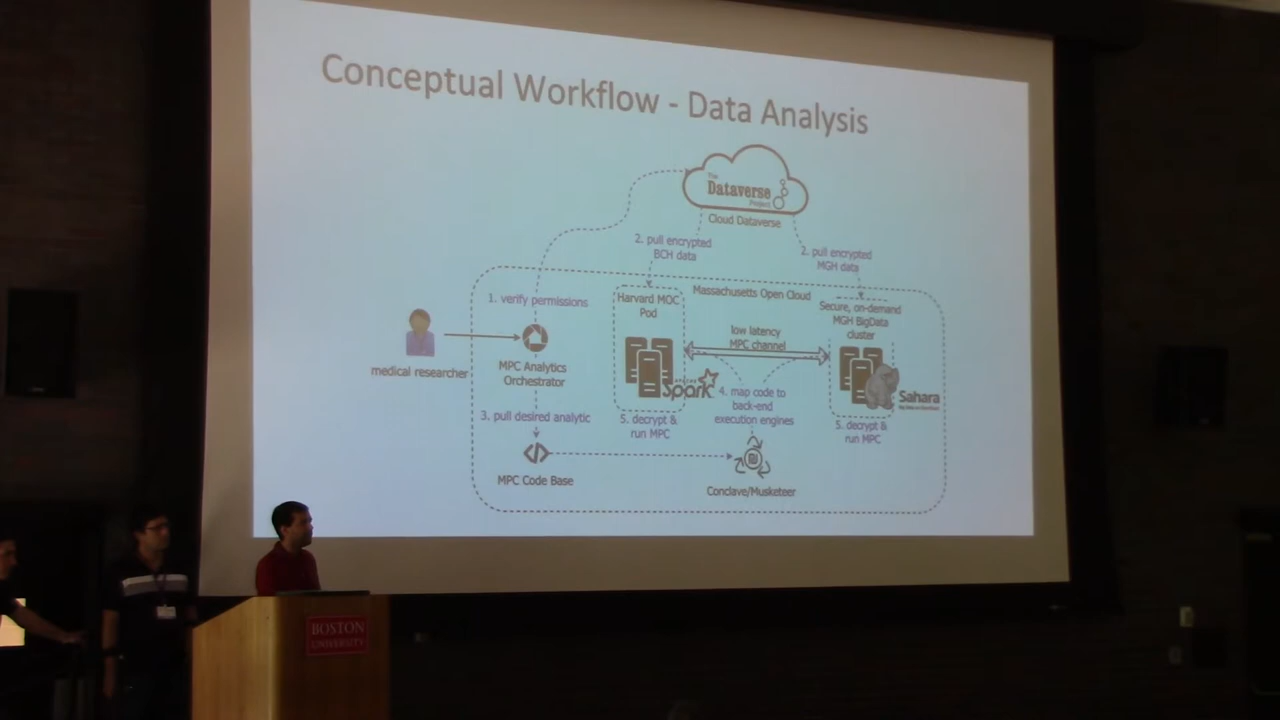 Conceptual Workflow - Data Analysis
The
Dataverse
Project
Cloud Dataverse
2. pull encrypted
BCH data
2. pull encrypted
MGH data
1. verify permissions
Harvard MOC
Pod
Massachusetts Open Cloud
Secure, on-demand
MGH BigData
cluster
low latency
MPC channel
medical researcher
MPC Analytics
Orchestrator
Spark
4. map code to
back-end
execution engines
Sahara
3. pull desired analytic
5. decrypt &
run MPC
5. decrypt &
run MPC
MPC Code Base
Conclave/Musketeer
BOSTON
UNIVERSITY